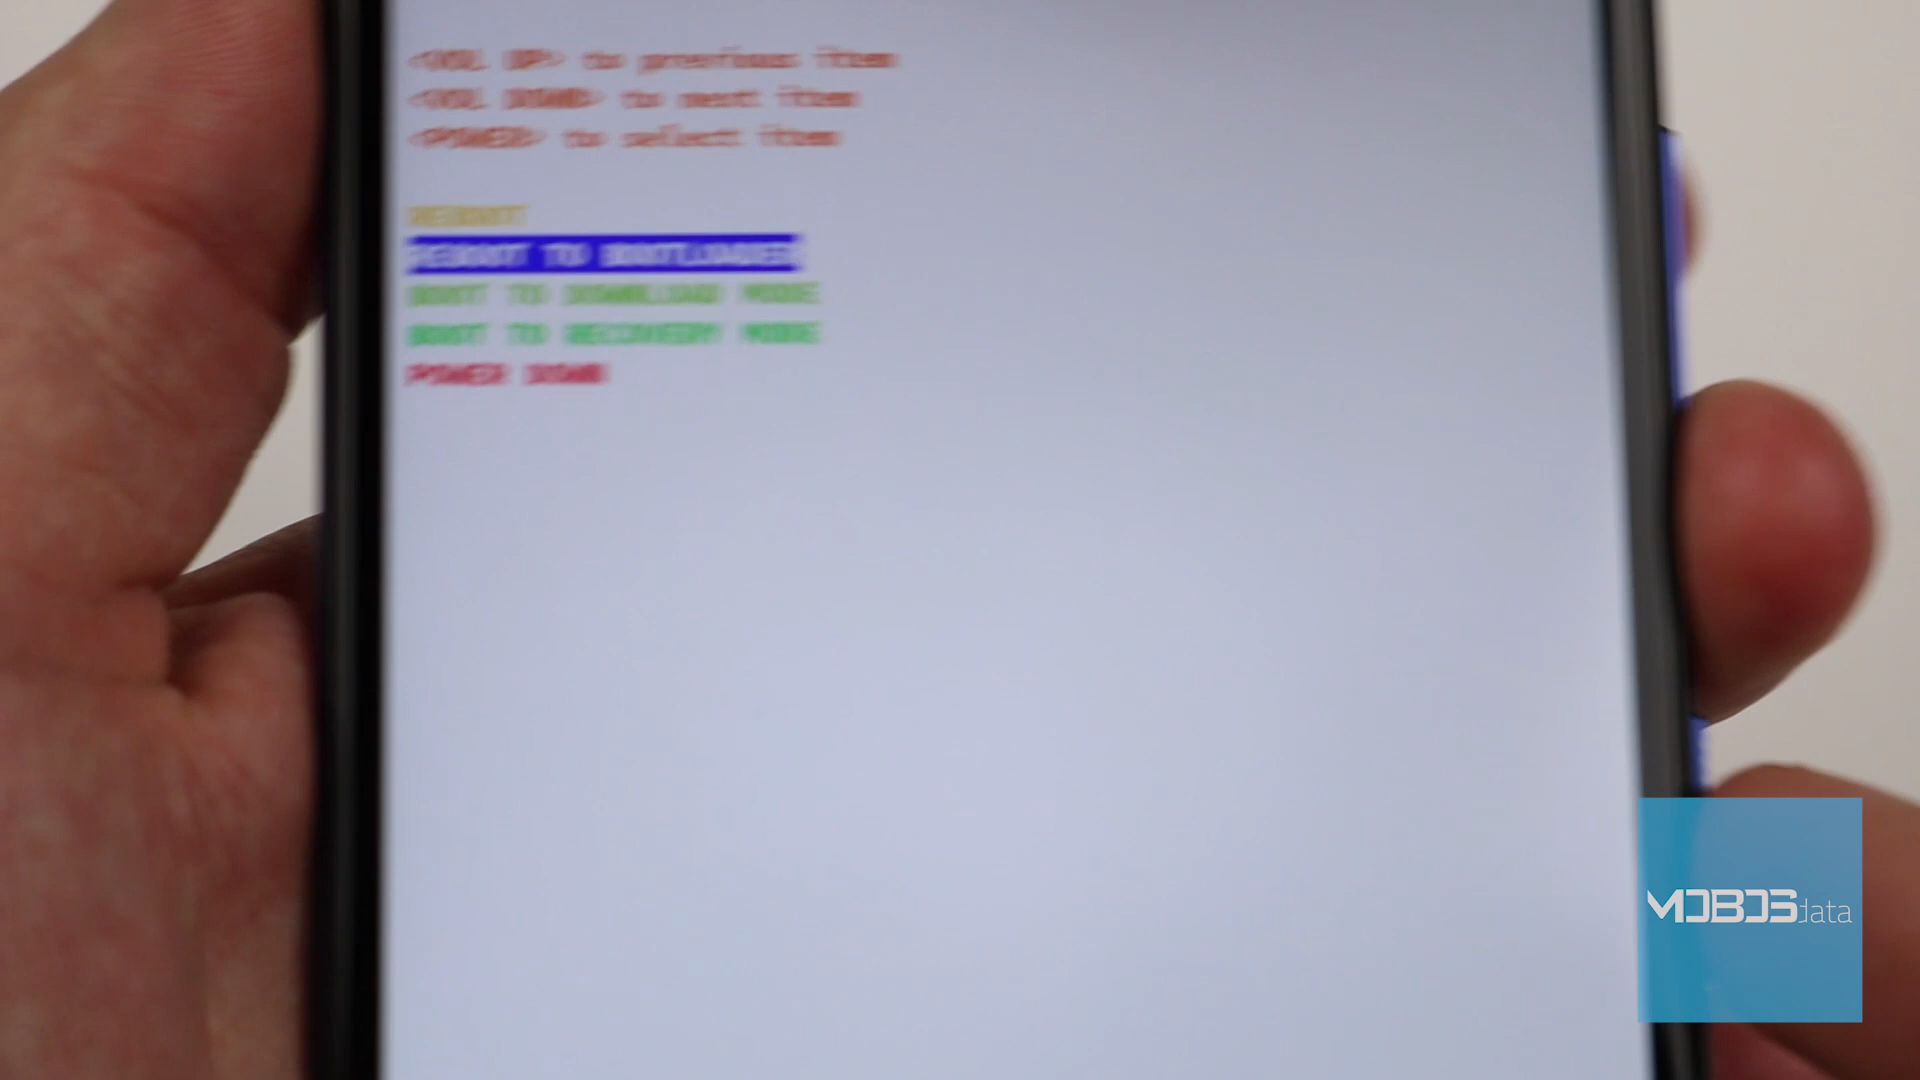 <VOL UP> to previous item
<VOL DOWN> to next item
<POWER> to select item
REBOOT
REBOOT TO BOOTLOADER
BOOT TO DOWNLOAD MODE
BOOT TO RECOVERY MODE
POWER DOWN
MOBOSdata